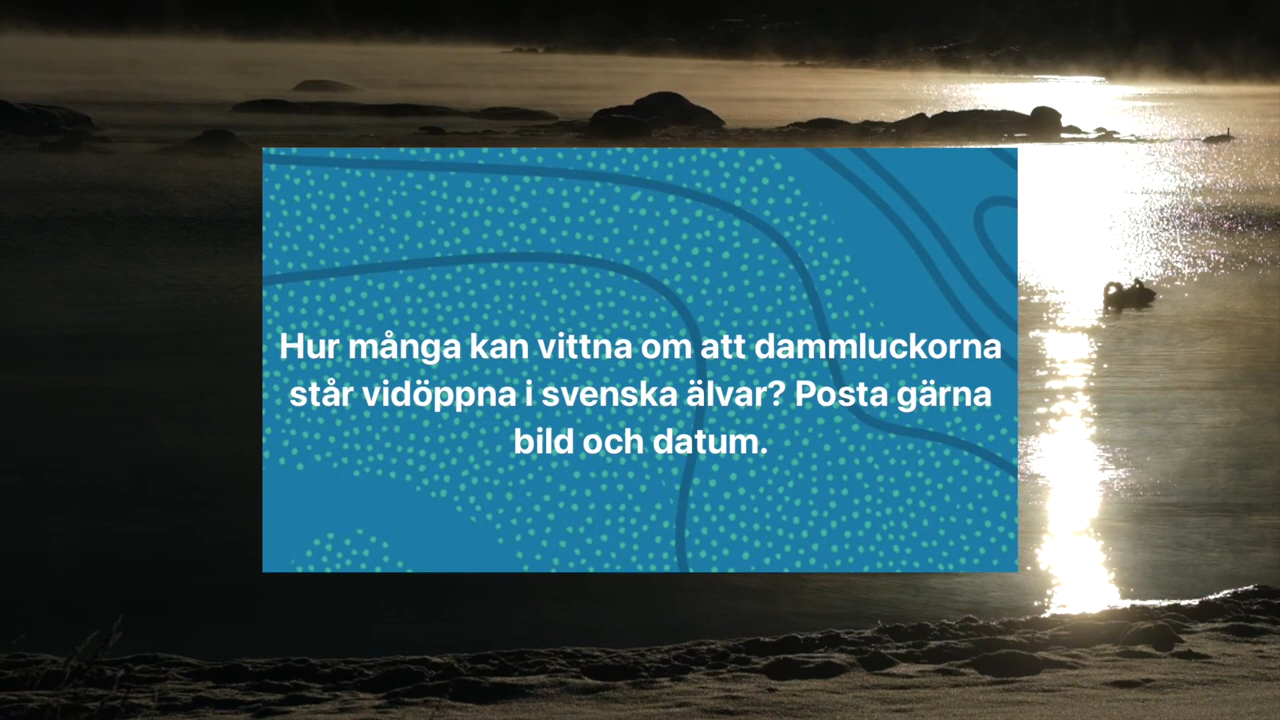 Hur många kan vittna om att dammluckorna
står vidöppna i svenska älvar? Posta gärna
bild och datum.